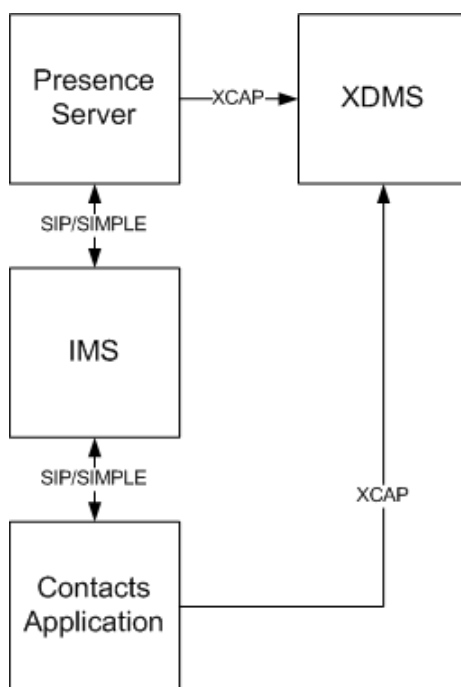 Presence
Server
XCAP
XDMS
SIP/SIMPLE
IMS
SIP/SIMPLE
XCAP
Contacts
Application